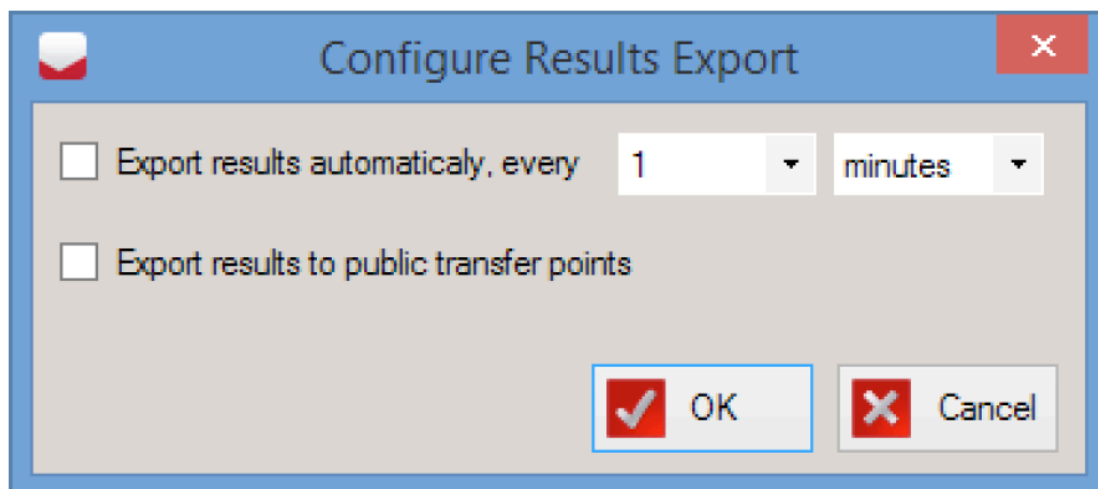 Configure Results Export
Export results automaticaly, every 1 minutes
Export results to public transfer points
OK Cancel